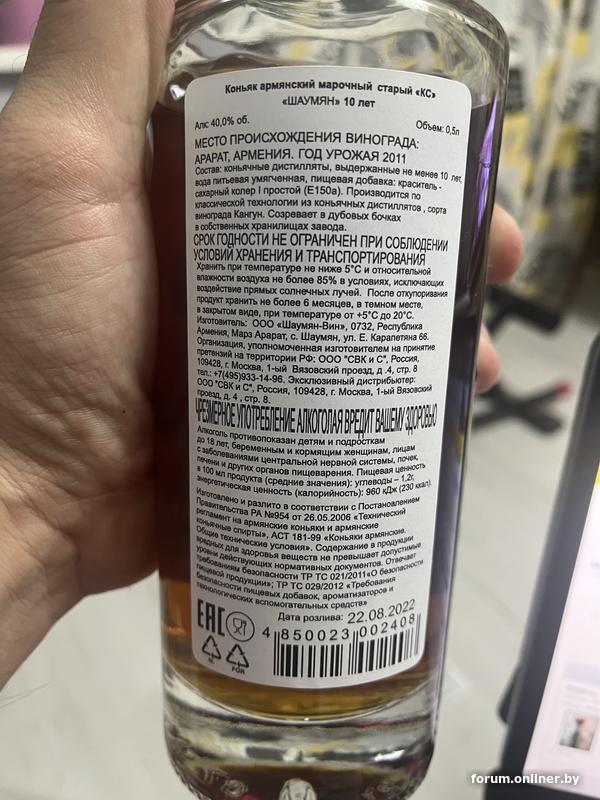 Коньяк армянский марочный старый «КС»
«ШАУМЯН» 10 лет
Алк: 40,0% об. Объем: 0,5л
МЕСТО ПРОИСХОЖДЕНИЯ ВИНОГРАДА:
АРАРАТ, АРМЕНИЯ. ГОД УРОЖАЯ 2011
Состав: коньячные дистилляты, выдержанные не менее 10 лет,
вода питьевая умягченная, пищевая добавка: краситель -
сахарный колер I простой (Е150а). Производится по
классической технологии из коньячных дистиллятов , сорта
винограда Кангун. Созревает в дубовых бочках
в собственных хранилищах завода.
СРОК ГОДНОСТИ НЕ ОГРАНИЧЕН ПРИ СОБЛЮДЕНИИ
УСЛОВИЙ ХРАНЕНИЯ И ТРАНСПОРТИРОВАНИЯ
Хранить при температуре не ниже 5°С и относительной
влажности воздуха не более 85% в условиях, исключающих
воздействие прямых солнечных лучей. После откупоривания
продукт хранить не более 6 месяцев, в темном месте,
в закрытом виде, при температуре от +5°С до 20°С.
Изготовитель: ООО «Шаумян-Вин», 0732, Республика
Армения, Марз Арарат, с. Шаумян, ул. Е. Карапетяна 66.
Организация, уполномоченная изготовителем на принятие
претензий на территории РФ: ООО "СВК и С", Россия,
109428, г. Москва, 1-ый Вязовский проезд, д .4, стр. 8
тел.: +7(495)933-14-96. Эксклюзивный дистрибьютер:
ООО "СВК и С", Россия, 109428, г. Москва, 1-ый Вязовский
проезд, д. 4 , стр. 8.
ЧРЕЗМЕРНОЕ УПОТРЕБЛЕНИЕ АЛКОГОЛАЯ ВРЕДИТ ВАШЕМУ ЗДОРОВЬЮ
Алкоголь противопоказан детям и подросткам
до 18 лет, беременным и кормящим женщинам, лицам
с заболеваниями центральной нервной системы, почек,
печени и других органов пищеварения. Пищевая ценность
в 100 мл продукта (средние значения): углеводы – 1,2г,
энергетическая ценность (калорийность): 960 кДж (230 ккал).
Изготовлено и разлито в соответствии с Постановлением
Правительства РА №954 от 26.05.2006 «Технический
регламент на армянские коньяки и армянские
коньячные спирты», АСТ 181-99 «Коньяки армянские.
Общие технические условия». Содержание в продукции
вредных для здоровья веществ не превышает допустимые
уровни действующих нормативных документов. Отвечает
требованиям безопасности ТР ТС 021/2011«О безопасности
пищевой продукции»; ТР ТС 029/2012 «Требования
безопасности пищевых добавок, ароматизаторов и
технологических вспомогательных средств»
Дата розлива: 22.08.2022
EAC
4 850023 002408
GL
FOR
forum.onliner.by